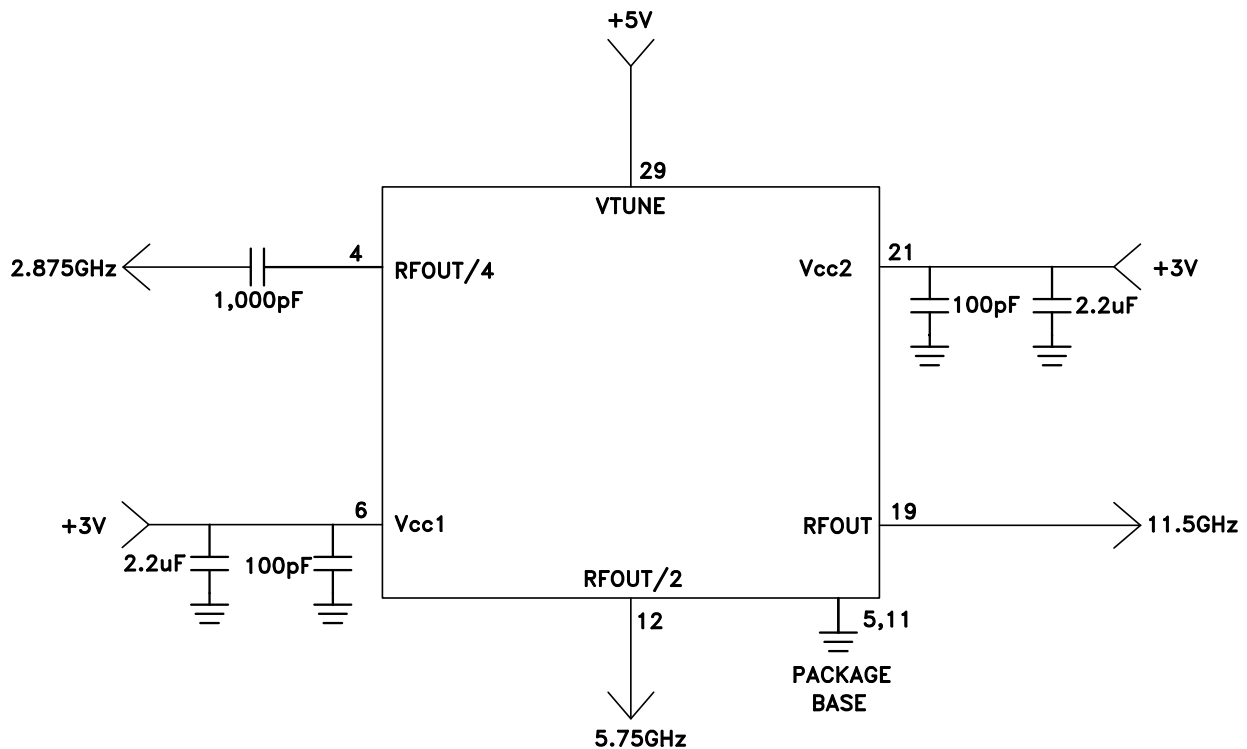 +5V
29
VTUNE
2.875GHz
4
RFOUT/4
1,000pF
Vcc2
21
+3V
100pF
2.2uF
+3V
6
Vcc1
2.2uF
100pF
RFOUT
19
11.5GHz
RFOUT/2
12
5,11
PACKAGE
BASE
5.75GHz